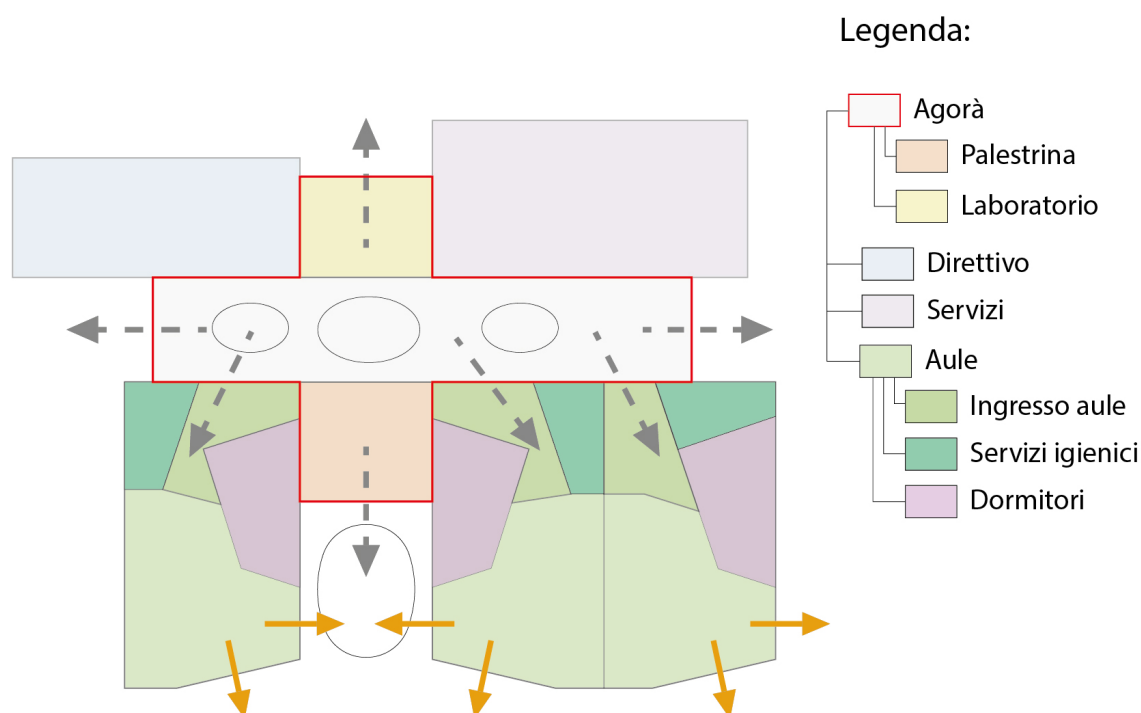 Legenda:
Agorà
Palestrina
Laboratorio
Direttivo
Servizi
Aule
Ingresso aule
Servizi igienici
Dormitori